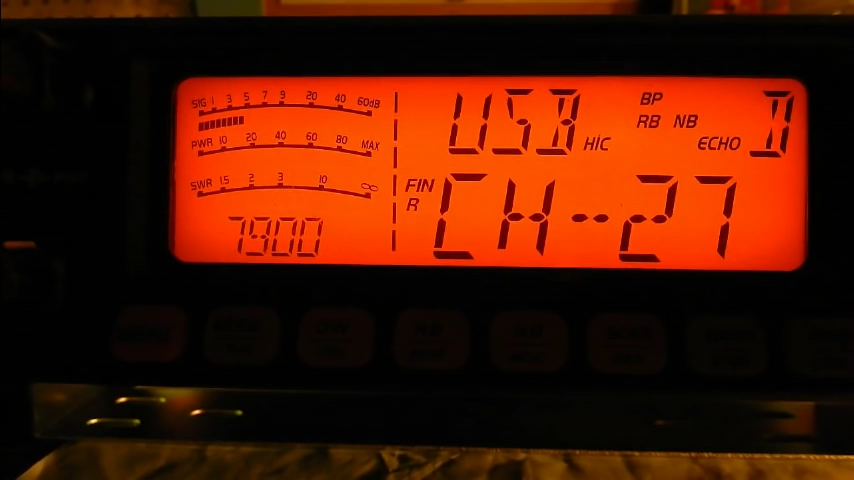 SIG 1 3 5 7 9 20 40 60dB
PWR 10 20 40 60 80 MAX
SWR 1.5 2 3 10 ∞
7900
USB HIC
BP
RB NB
ECHO
D
FIN
R
CH--27